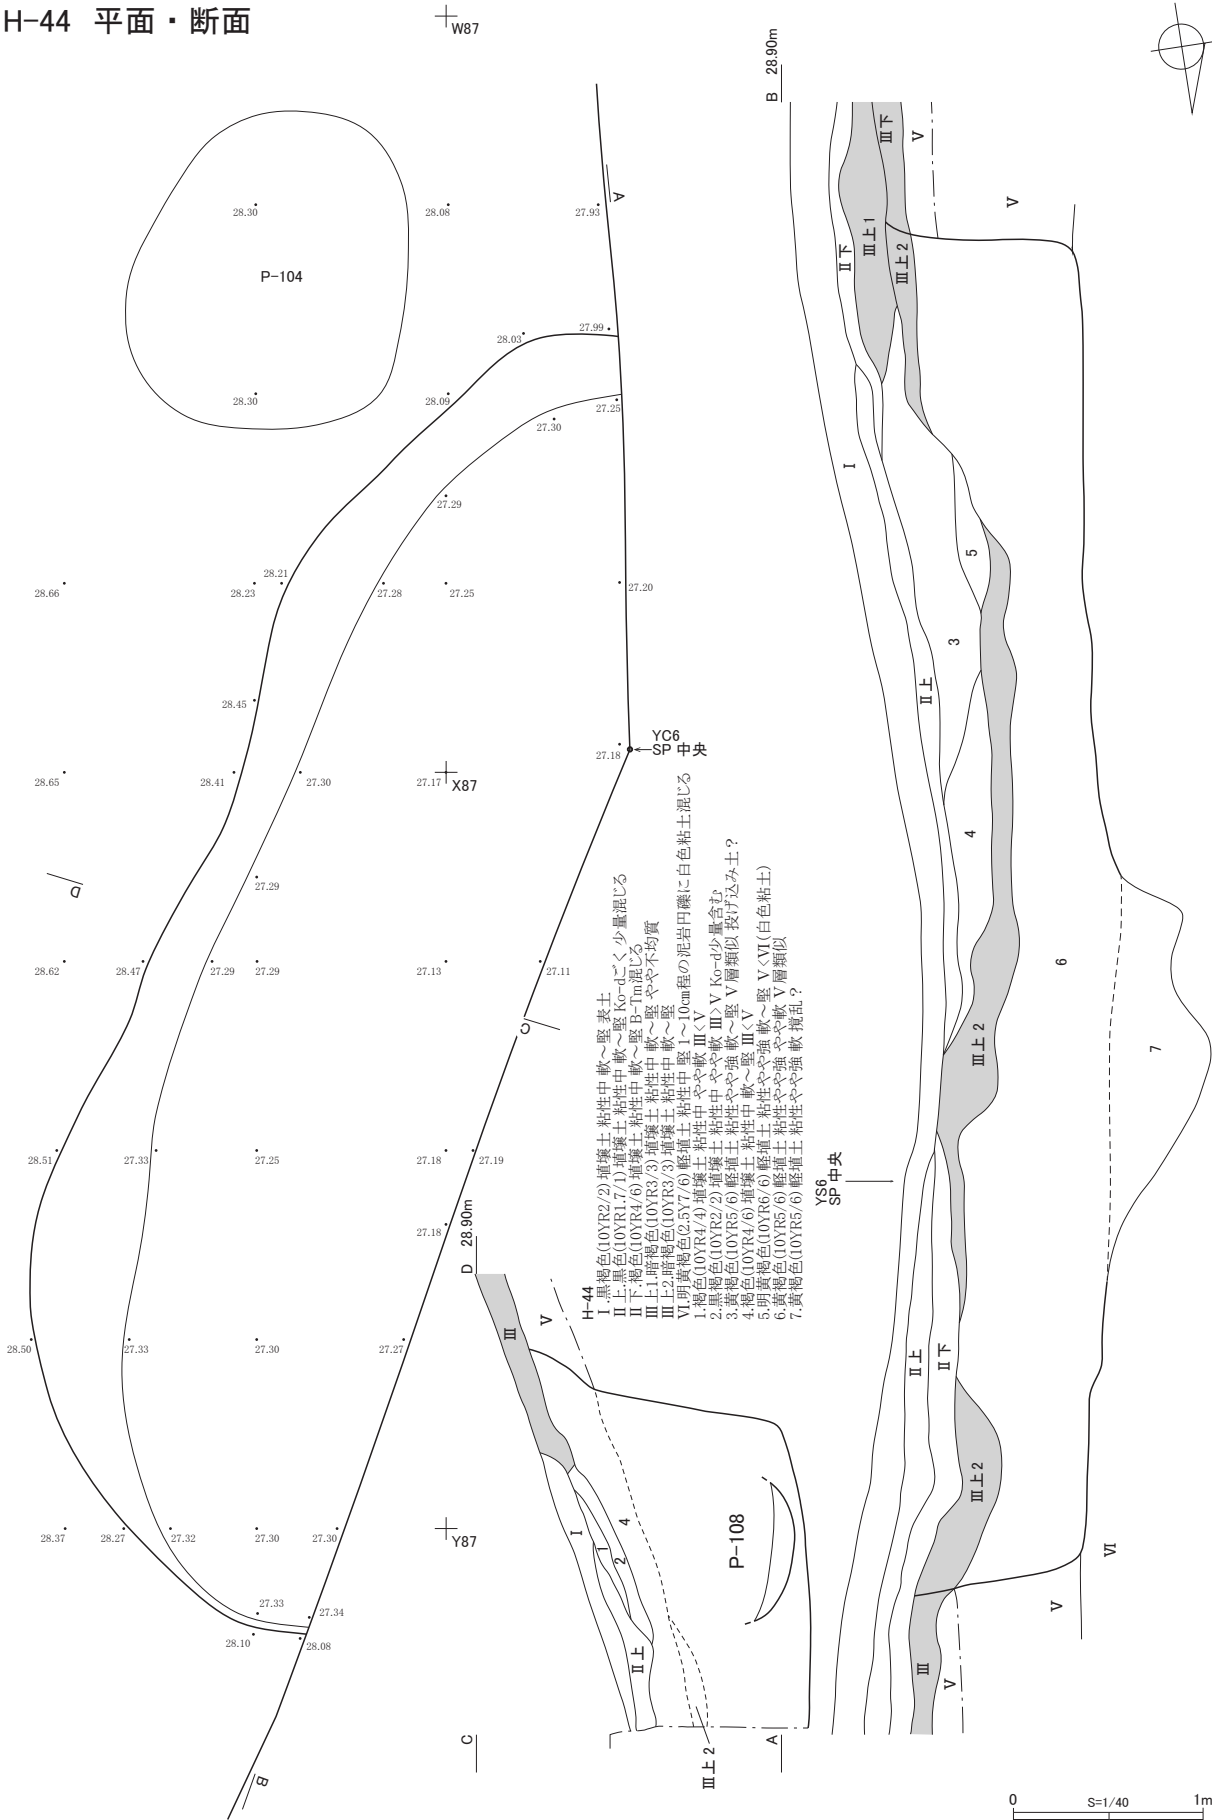 H-44 平面・断面
W87
B 28.90m
A
28.30
28.08
27.93
P-104
28.03
27.99
28.30
28.09
27.25
27.30
27.29
28.66
28.23
28.21
27.28
27.25
27.20
28.45
27.18
YC6
SP 中央
28.65
28.41
27.30
27.17
X87
D
27.29
28.62
28.47
27.29
27.29
27.13
27.11
C
28.51
27.33
27.25
27.18
27.19
27.18
28.50
27.33
27.30
27.27
28.37
28.27
27.32
27.30
27.30
Y87
27.33
27.34
28.10
28.08
B
H-44
Ⅰ.黒褐色(10YR2/2)埴壌土 粘性中 軟～堅 表土
Ⅱ上.黒色(10YR1.7/1)埴壌土 粘性中 軟～堅 Ko-dごく少量混じる
Ⅱ下.褐色(10YR4/6)埴壌土 粘性中 軟～堅 B-Tm混じる
Ⅲ上1.暗褐色(10YR3/3)埴壌土 粘性中 軟～堅 やや不均質
Ⅲ上2.暗褐色(10YR3/3)埴壌土 粘性中 軟～堅
Ⅵ.明黄褐色(2.5Y7/6)軽埴土 粘性中 堅 1～10cm程の泥岩円礫に白色粘土混じる
1.褐色(10YR4/4)埴壌土 粘性中 やや軟 Ⅲ<Ⅴ
2.黒褐色(10YR2/2)埴壌土 粘性中 やや軟 Ⅲ>Ⅴ Ko-d少量含む
3.黄褐色(10YR5/6)軽埴土 粘性やや強 軟～堅 Ⅴ層類似 投げ込み土？
4.褐色(10YR4/6)埴壌土 粘性中 軟～堅 Ⅲ<Ⅴ
5.明黄褐色(10YR6/6)軽埴土 粘性やや強 軟～堅 Ⅴ<Ⅵ(白色粘土)
6.黄褐色(10YR5/6)軽埴土 粘性やや強 やや軟 Ⅴ層類似
7.黄褐色(10YR5/6)軽埴土 粘性やや強 軟 撹乱？
D 28.90m
Ⅲ
Ⅴ
Ⅰ
1
2
4
Ⅱ上
P-108
Ⅲ上2
C
A
Ⅲ下
Ⅴ
Ⅴ
Ⅱ下
Ⅲ上1
Ⅲ上2
Ⅰ
5
3
Ⅱ上
4
6
Ⅲ上2
7
YS6
SP 中央
Ⅱ上
Ⅱ下
Ⅲ上2
Ⅵ
Ⅴ
Ⅲ
Ⅴ
0 S=1/40 1m